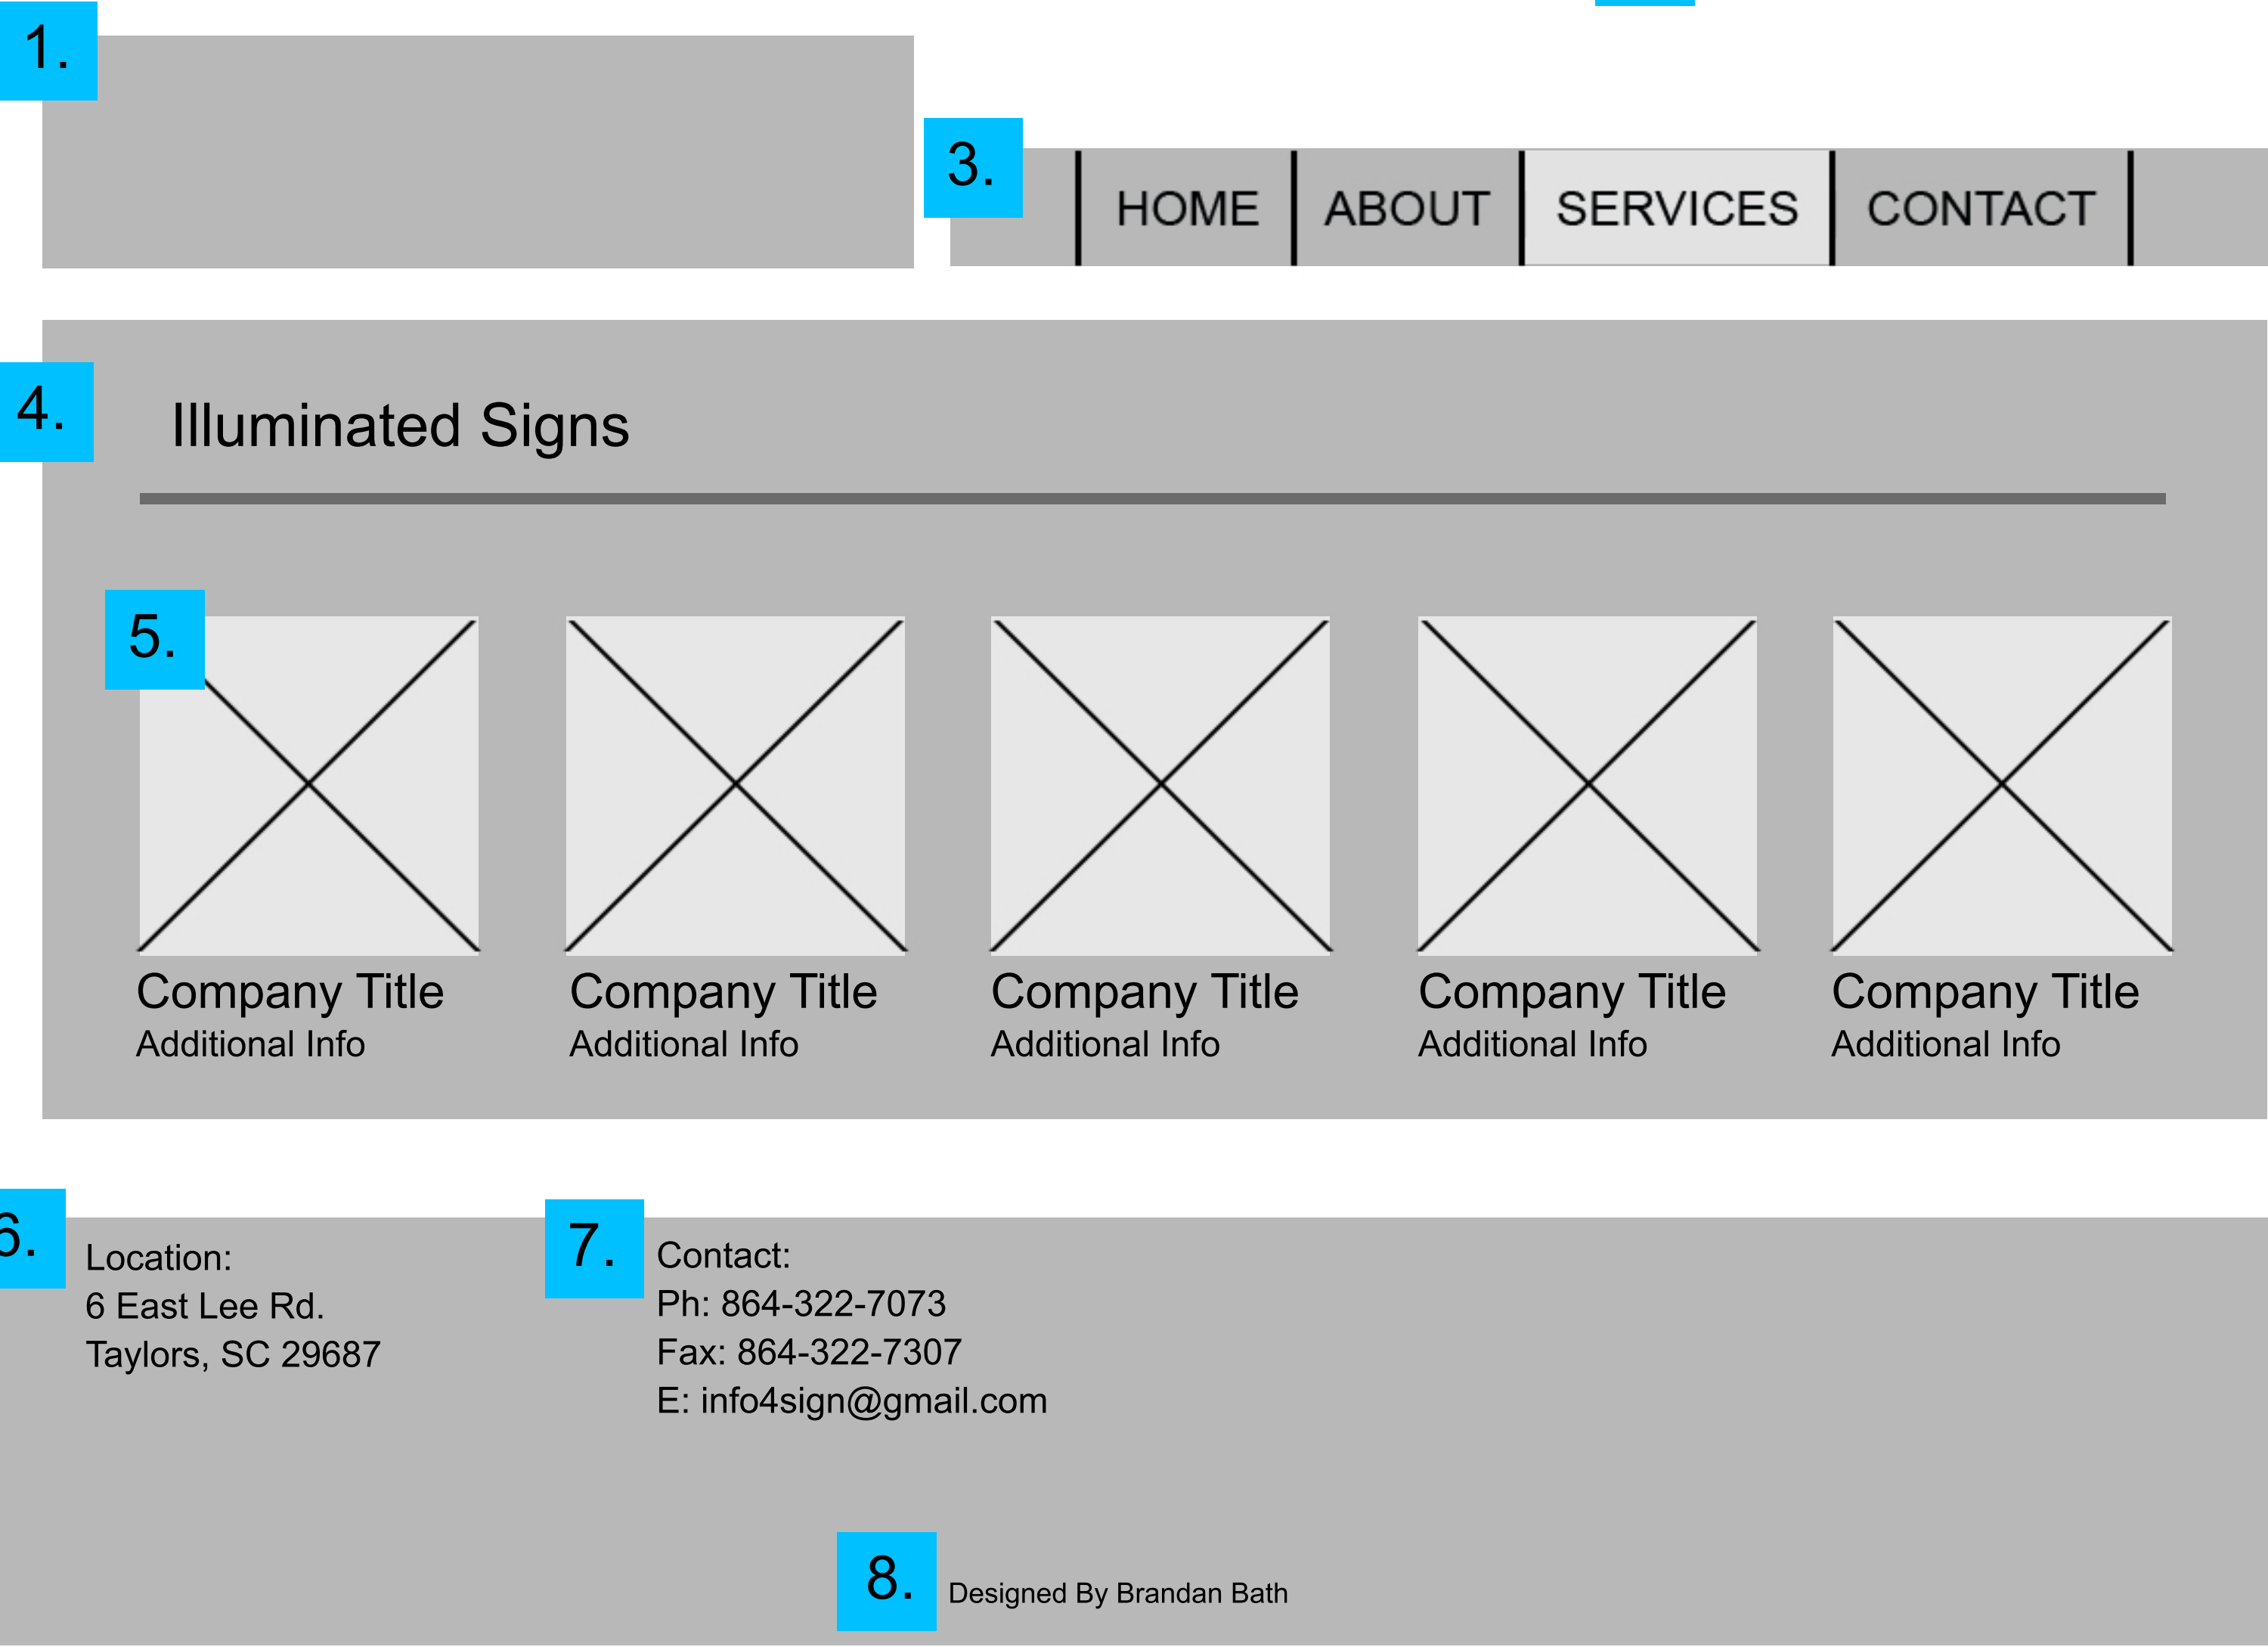 1.
3.
HOME ABOUT SERVICES CONTACT
4.
Illuminated Signs
5.
Company Title Company Title Company Title Company Title Company Title
Additional Info Additional Info Additional Info Additional Info Additional Info
6.
Location:
6 East Lee Rd.
Taylors, SC 29687
7.
Contact:
Ph: 864-322-7073
Fax: 864-322-7307
E: info4sign@gmail.com
8.
Designed By Brandan Bath